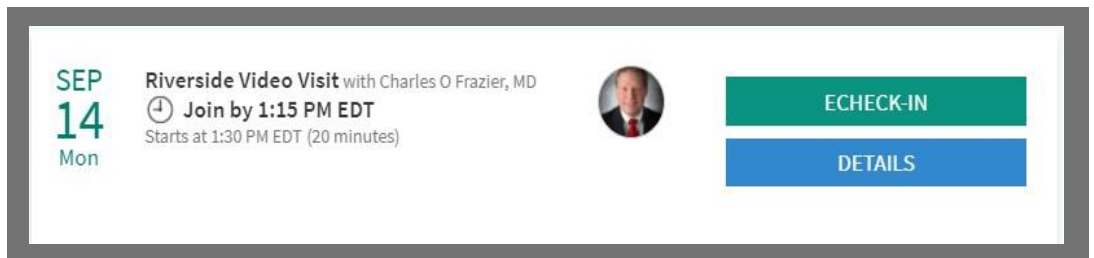 SEP
14
Mon
Riverside Video Visit with Charles O Frazier, MD
Join by 1:15 PM EDT
Starts at 1:30 PM EDT (20 minutes)
ECHECK-IN
DETAILS